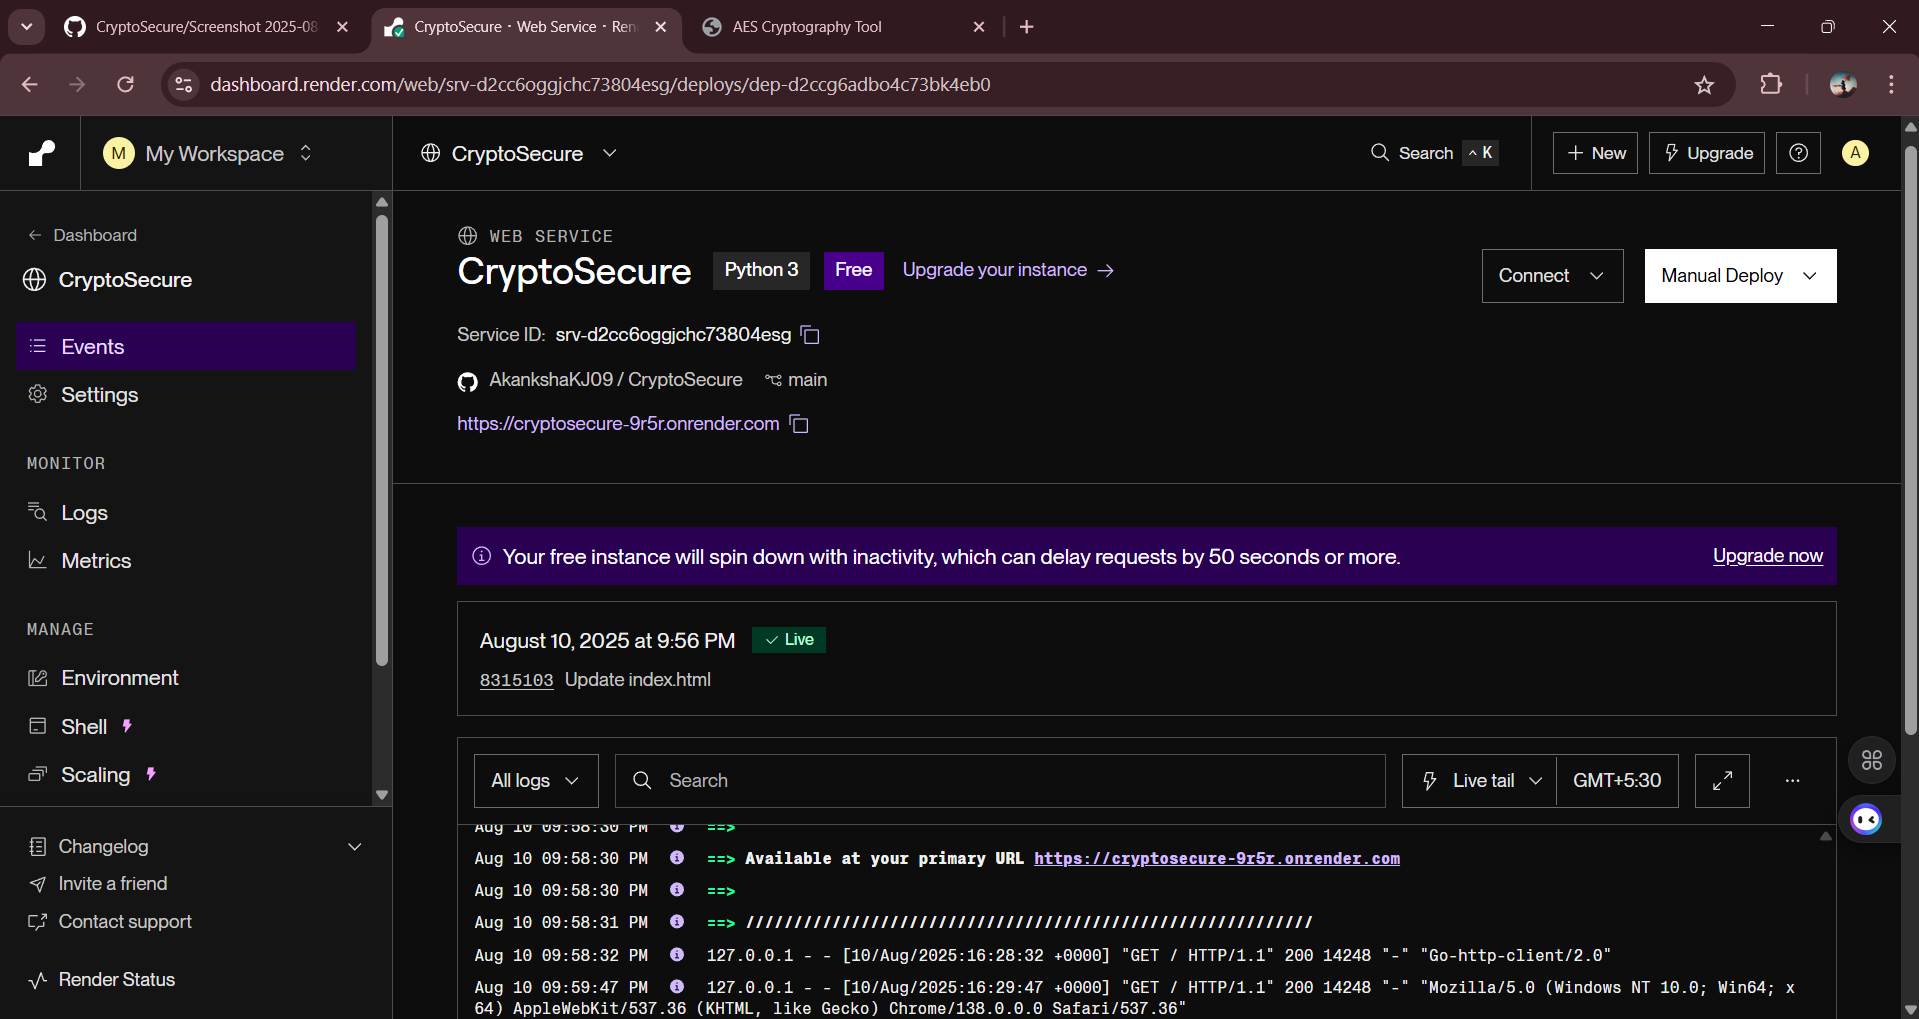 CryptoSecure/Screenshot 2025-08
CryptoSecure · Web Service · Ren
AES Cryptography Tool
dashboard.render.com/web/srv-d2cc6oggjchc73804esg/deploys/dep-d2ccg6adbo4c73bk4eb0
M My Workspace
CryptoSecure
Search ^ K
+ New
Upgrade
A
← Dashboard
CryptoSecure
Events
Settings
MONITOR
Logs
Metrics
MANAGE
Environment
Shell
Scaling
Changelog
Invite a friend
Contact support
Render Status
WEB SERVICE
CryptoSecure Python 3 Free Upgrade your instance →
Connect
Manual Deploy
Service ID: srv-d2cc6oggjchc73804esg
AkankshaKJ09 / CryptoSecure main
https://cryptosecure-9r5r.onrender.com
Your free instance will spin down with inactivity, which can delay requests by 50 seconds or more. Upgrade now
August 10, 2025 at 9:56 PM Live
8315103 Update index.html
All logs Search Live tail GMT+5:30 ...
Aug 10 09:58:30 PM ==>
Aug 10 09:58:30 PM ==> Available at your primary URL https://cryptosecure-9r5r.onrender.com
Aug 10 09:58:30 PM ==>
Aug 10 09:58:31 PM ==> ///////////////////////////////////////////////////////////
Aug 10 09:58:32 PM 127.0.0.1 - - [10/Aug/2025:16:28:32 +0000] "GET / HTTP/1.1" 200 14248 "-" "Go-http-client/2.0"
Aug 10 09:59:47 PM 127.0.0.1 - - [10/Aug/2025:16:29:47 +0000] "GET / HTTP/1.1" 200 14248 "-" "Mozilla/5.0 (Windows NT 10.0; Win64; x
64) AppleWebKit/537.36 (KHTML, like Gecko) Chrome/138.0.0.0 Safari/537.36"